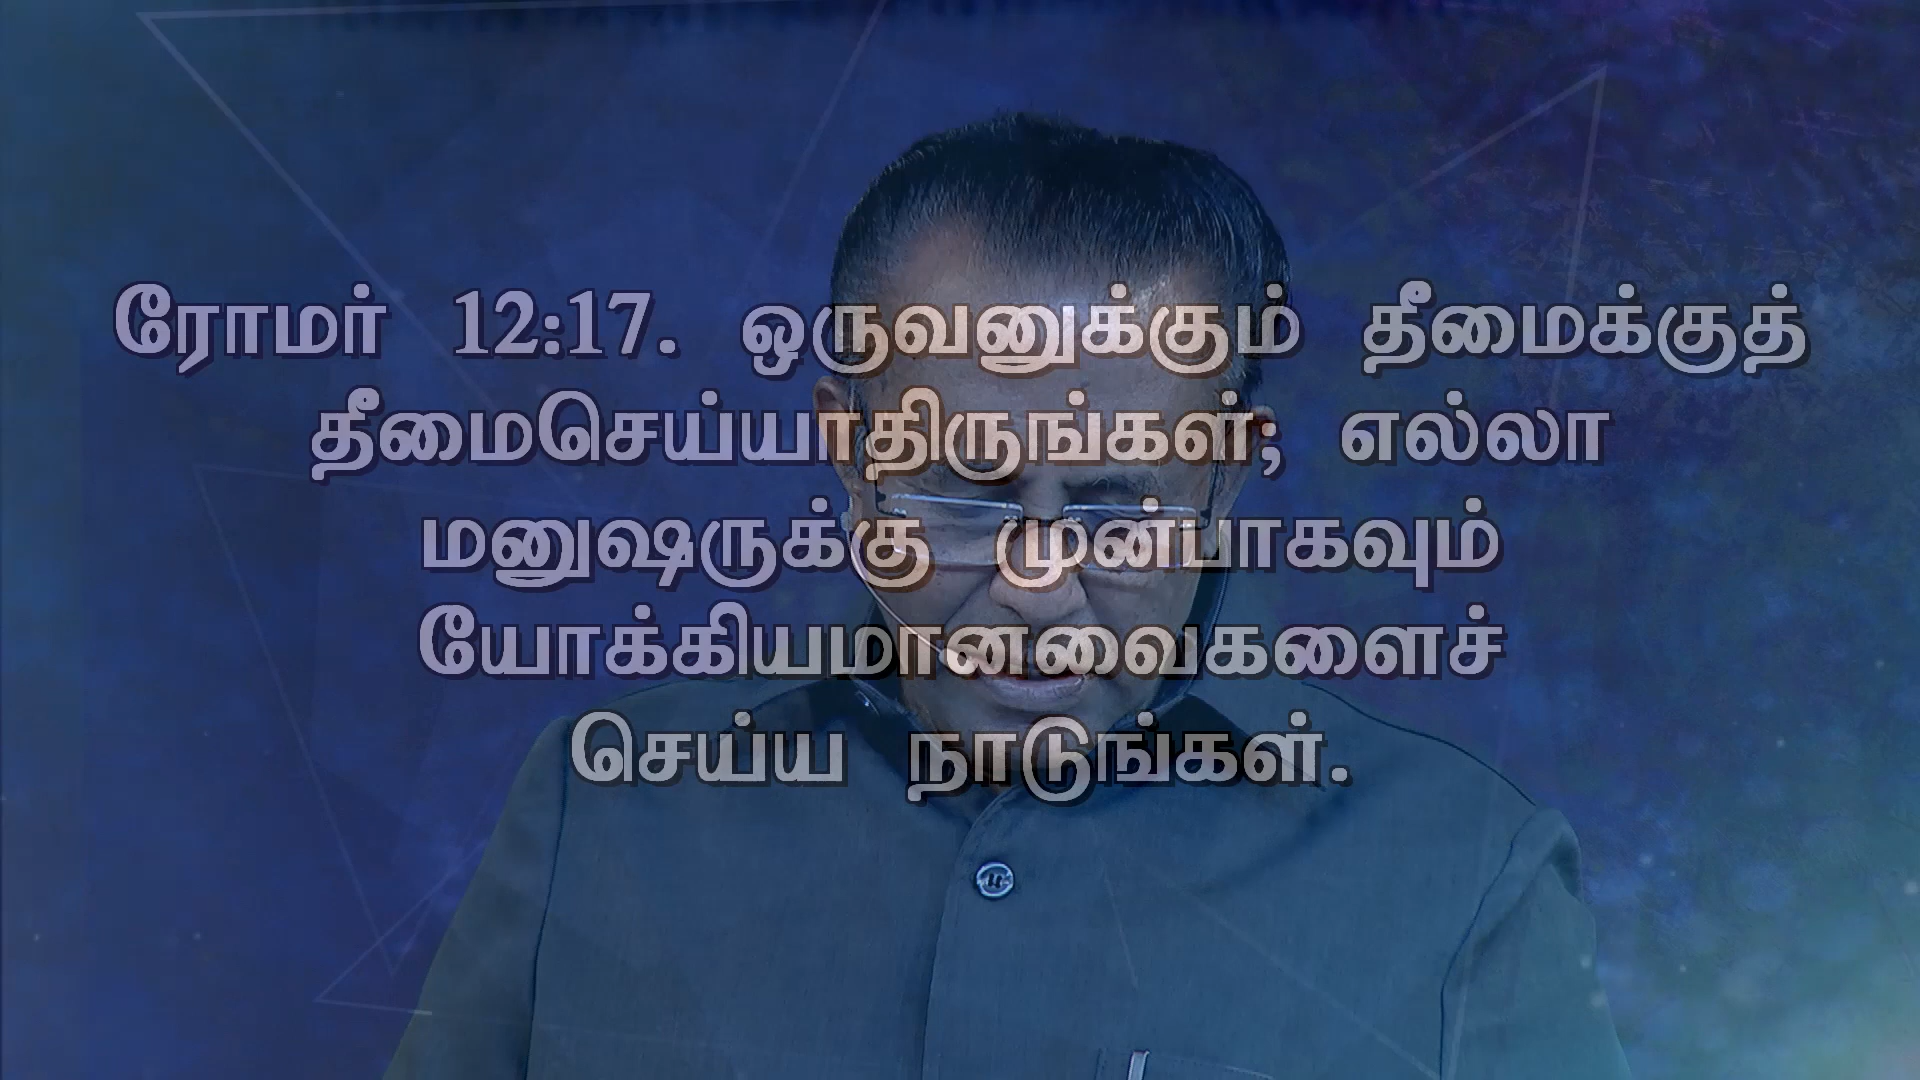 ரோமர் 12:17. ஒருவனுக்கும் தீமைக்குத்
தீமைசெய்யாதிருங்கள்; எல்லா
மனுஷருக்கு முன்பாகவும்
யோக்கியமானவைகளைச்
செய்ய நாடுங்கள்.